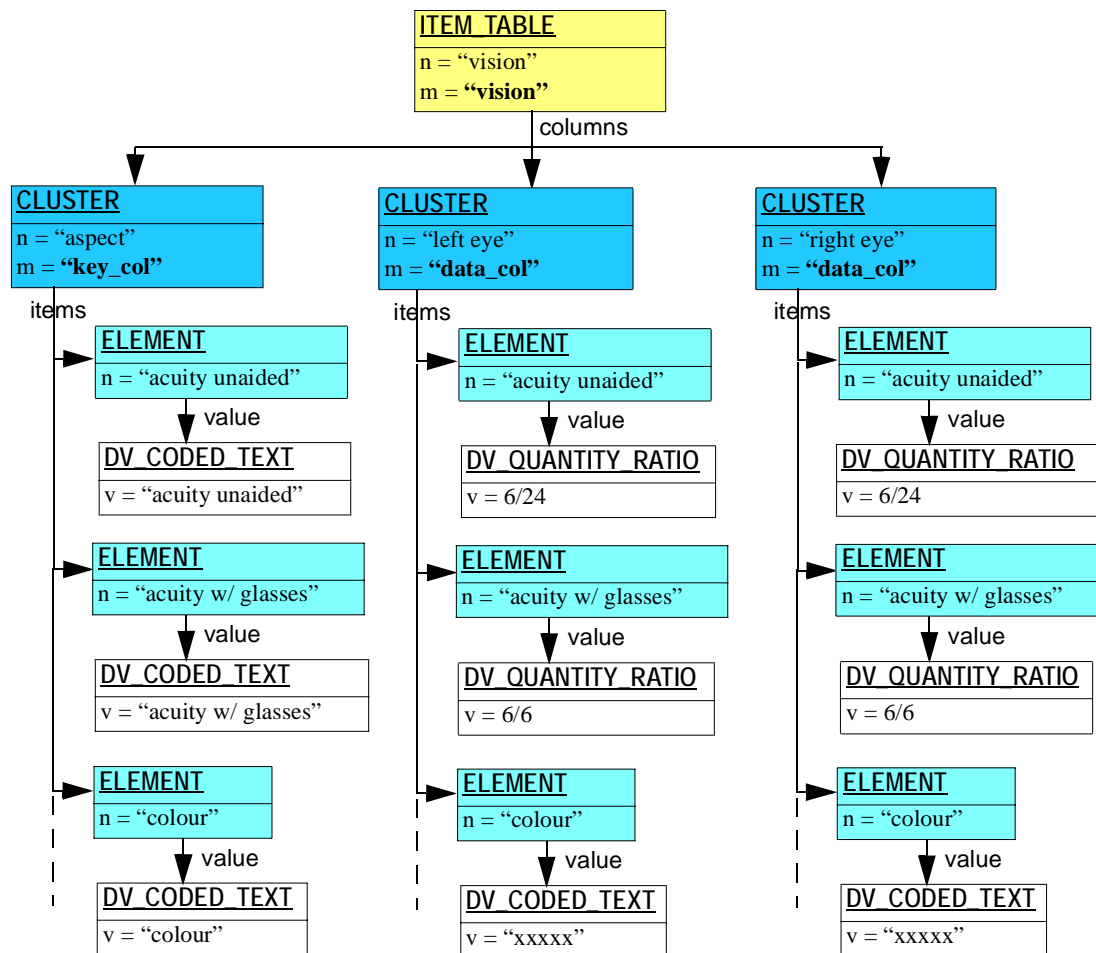 ITEM_TABLE
n = “vision”
m = “vision”
columns
CLUSTER
n = “aspect”
m = “key_col”
items
ELEMENT
n = “acuity unaided”
value
DV_CODED_TEXT
v = “acuity unaided”
ELEMENT
n = “acuity w/ glasses”
value
DV_CODED_TEXT
v = “acuity w/ glasses”
ELEMENT
n = “colour”
value
DV_CODED_TEXT
v = “colour”
CLUSTER
n = “left eye”
m = “data_col”
items
ELEMENT
n = “acuity unaided”
value
DV_QUANTITY_RATIO
v = 6/24
ELEMENT
n = “acuity w/ glasses”
value
DV_QUANTITY_RATIO
v = 6/6
ELEMENT
n = “colour”
value
DV_CODED_TEXT
v = “xxxxx”
CLUSTER
n = “right eye”
m = “data_col”
items
ELEMENT
n = “acuity unaided”
value
DV_QUANTITY_RATIO
v = 6/24
ELEMENT
n = “acuity w/ glasses”
value
DV_QUANTITY_RATIO
v = 6/6
ELEMENT
n = “colour”
value
DV_CODED_TEXT
v = “xxxxx”